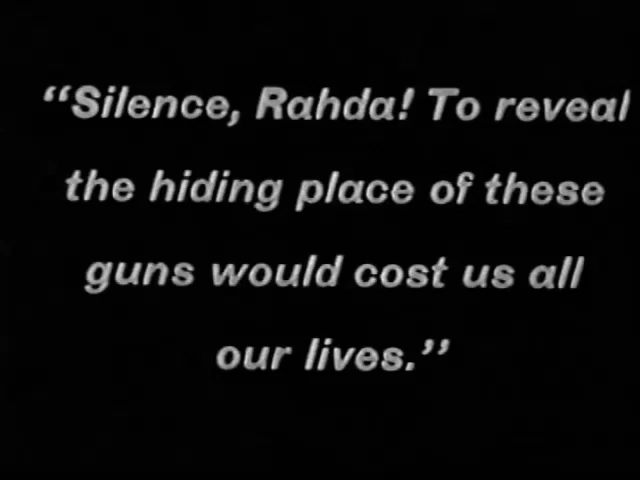 “Silence, Rahda! To reveal
the hiding place of these
guns would cost us all
our lives.”